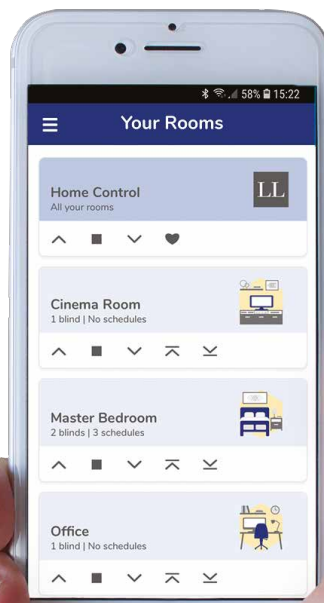 58% 15:22
Your Rooms
Home Control
All your rooms
LL
Cinema Room
1 blind | No schedules
Master Bedroom
2 blinds | 3 schedules
Office
1 blind | No schedules